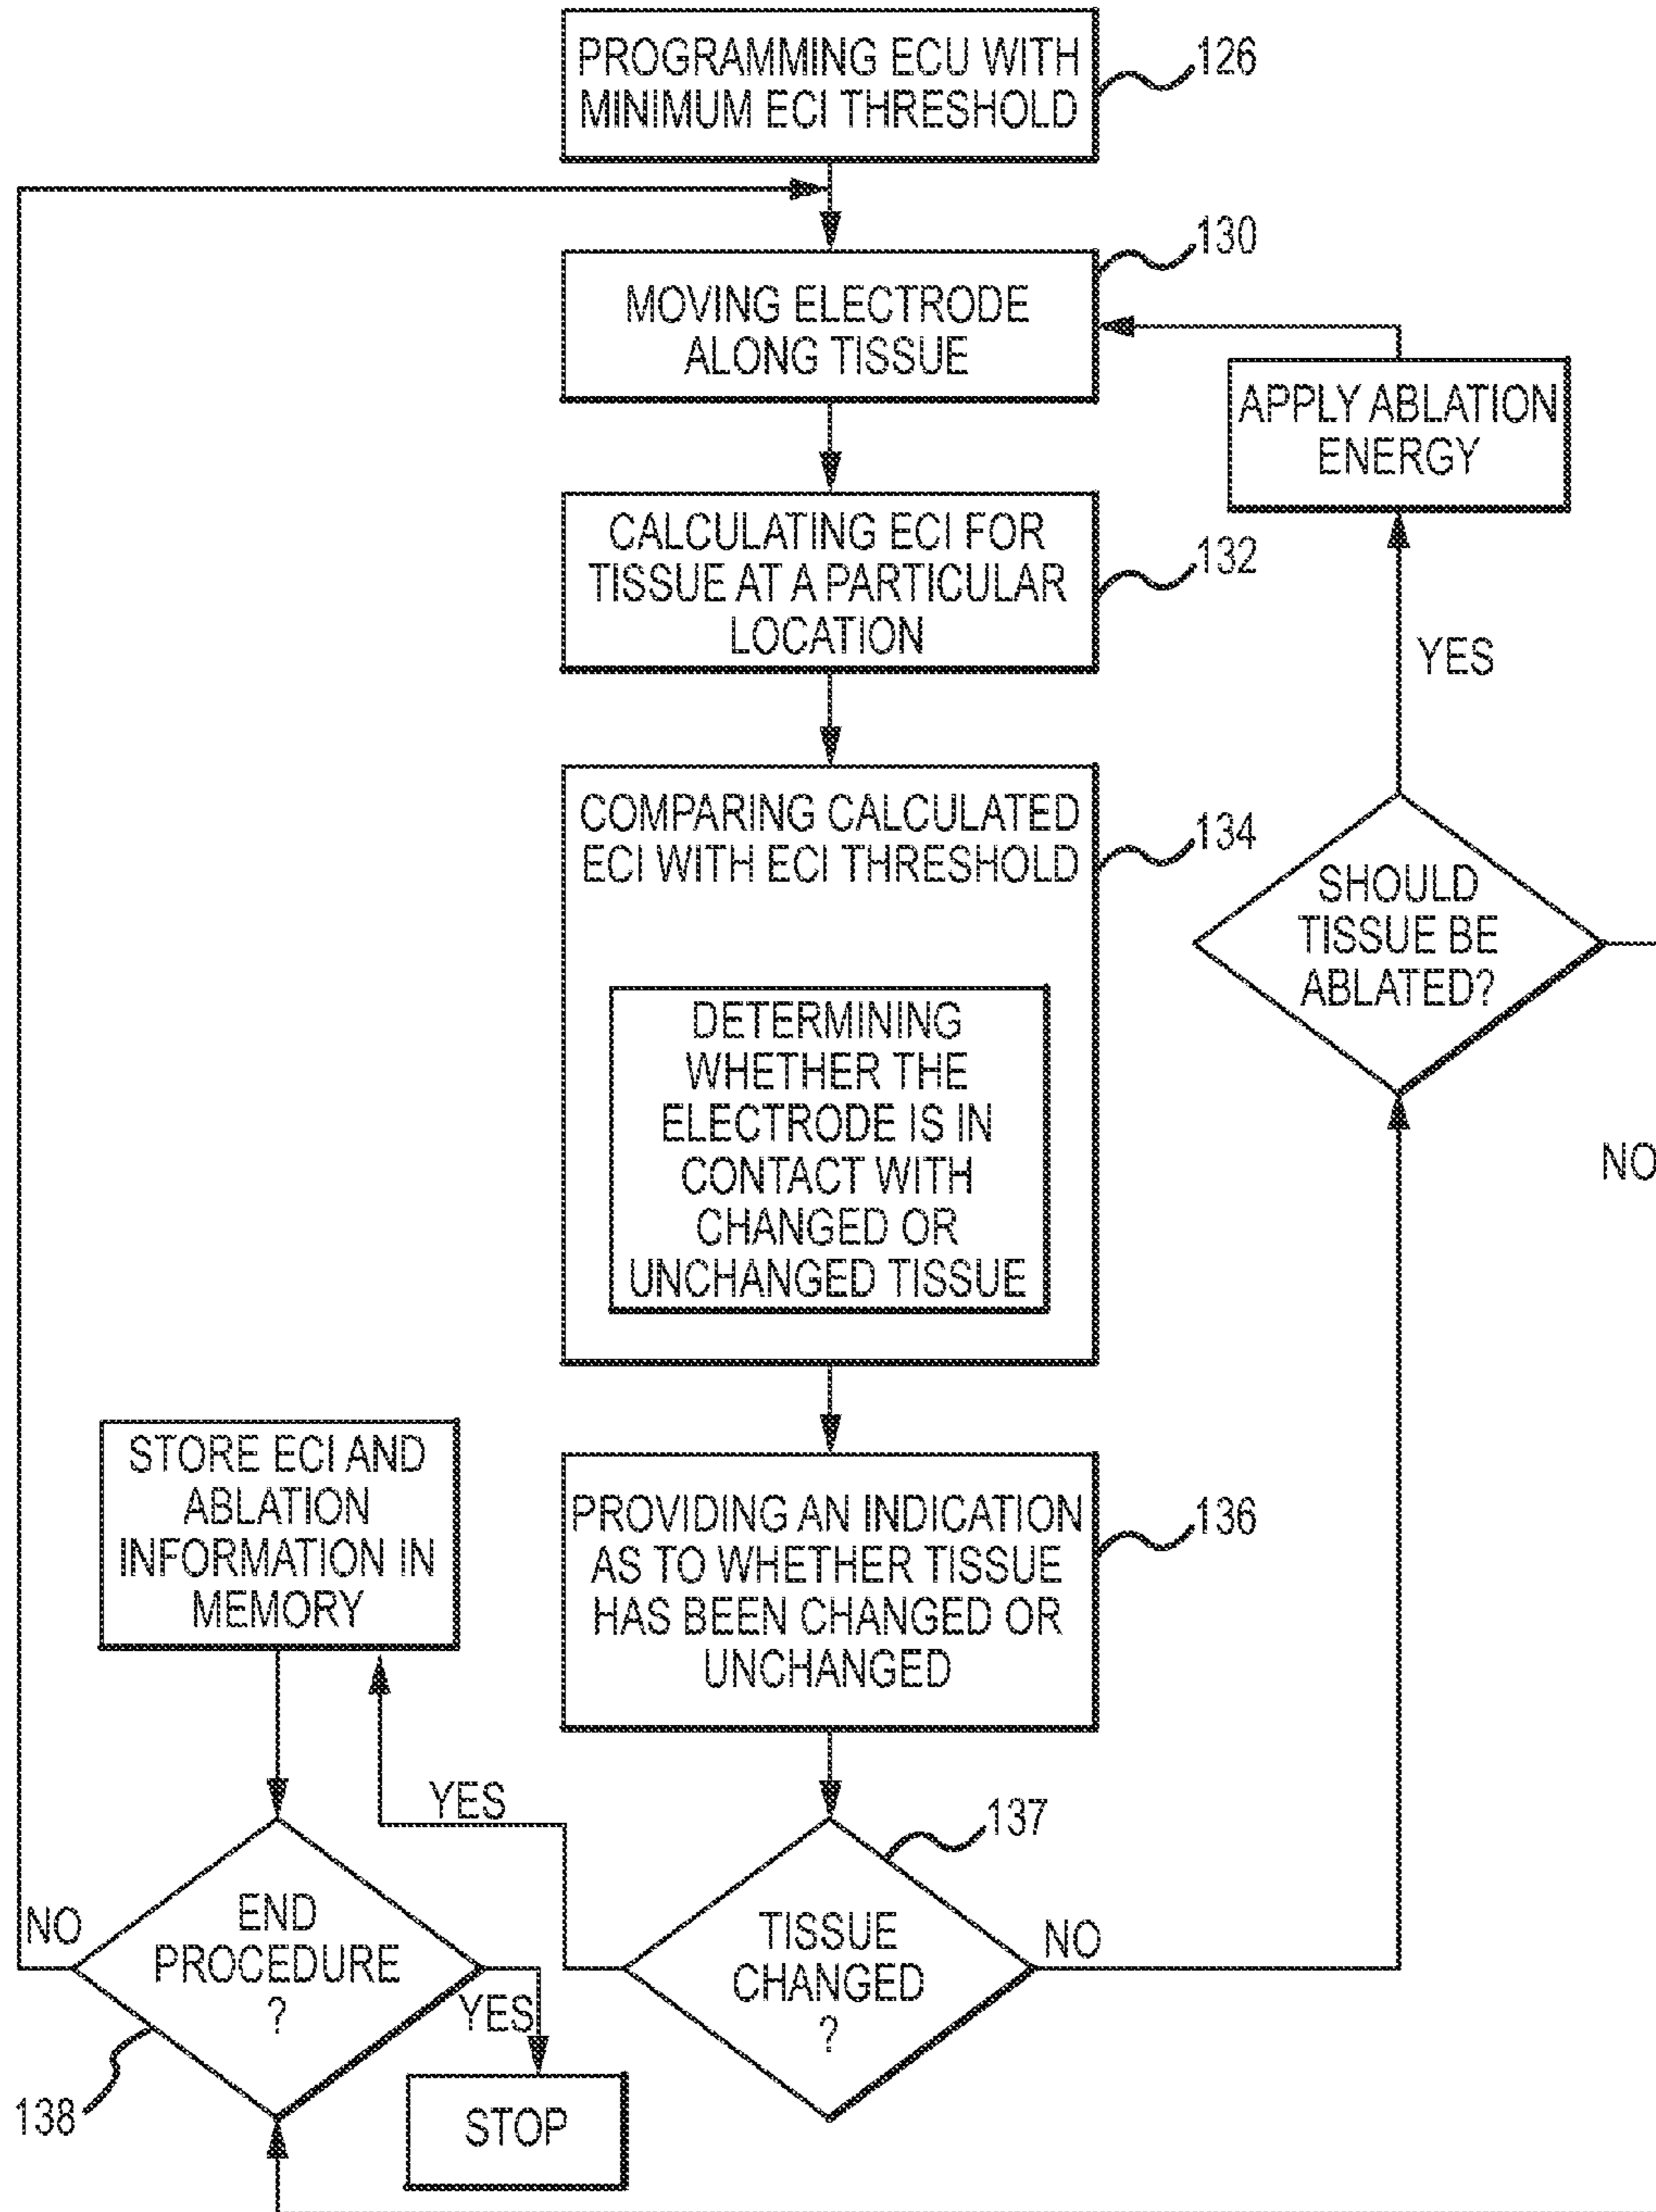 PROGRAMMING ECU WITH
MINIMUM ECI THRESHOLD
126
MOVING ELECTRODE
ALONG TISSUE
130
APPLY ABLATION
ENERGY
CALCULATING ECI FOR
TISSUE AT A PARTICULAR
LOCATION
132
YES
COMPARING CALCULATED
ECI WITH ECI THRESHOLD
134
DETERMINING
WHETHER THE
ELECTRODE IS IN
CONTACT WITH
CHANGED OR
UNCHANGED TISSUE
SHOULD
TISSUE BE
ABLATED?
NO
STORE ECI AND
ABLATION
INFORMATION IN
MEMORY
PROVIDING AN INDICATION
AS TO WHETHER TISSUE
HAS BEEN CHANGED OR
UNCHANGED
136
YES
137
NO
END
PROCEDURE
?
YES
TISSUE
CHANGED
?
NO
138
STOP